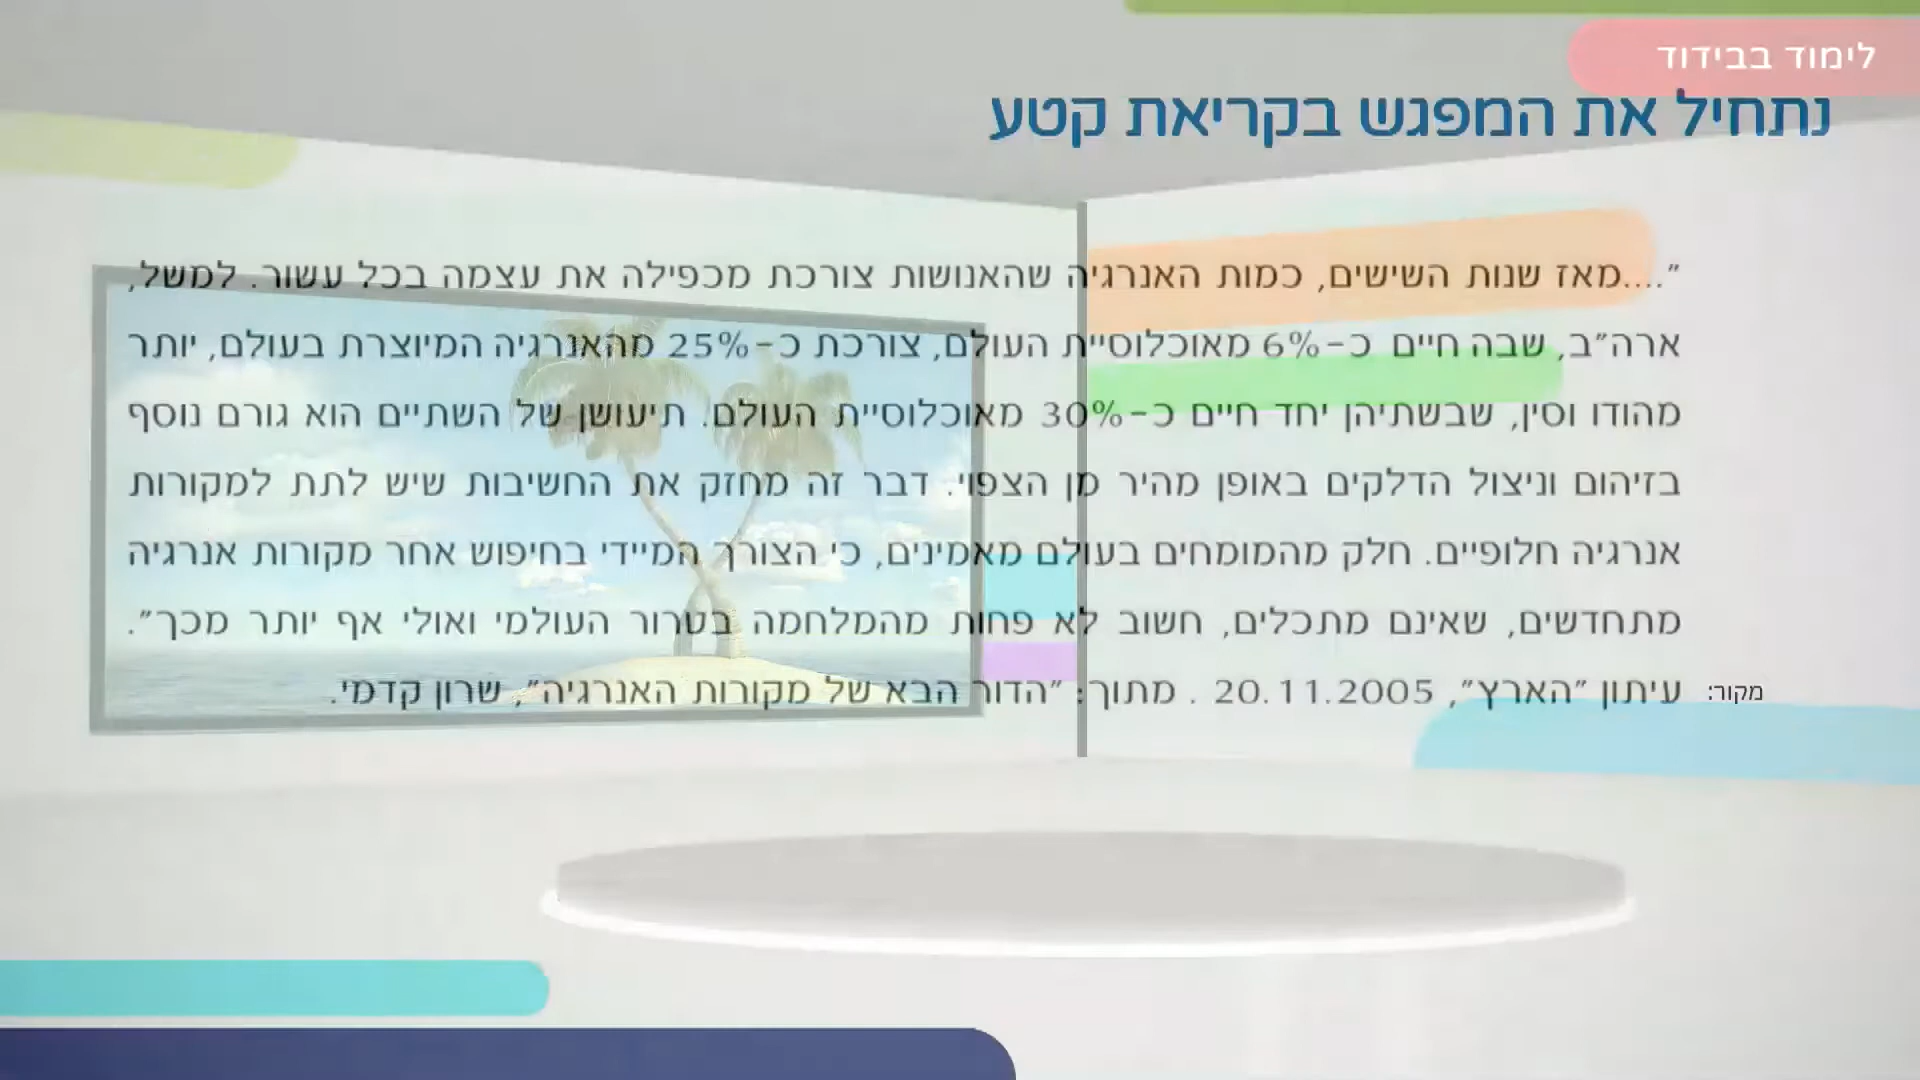 לימוד בבידוד
נתחיל את המפגש בקריאת קטע
"....מאז שנות השישים, כמות האנרגיה שהאנושות צורכת מכפילה את עצמה בכל עשור. למשל,
ארה"ב, שבה חיים כ-6% מאוכלוסיית העולם, צורכת כ-25% מהאנרגיה המיוצרת בעולם, יותר
מהודו וסין, שבשתיהן יחד חיים כ-30% מאוכלוסיית העולם. תיעושן של השתיים הוא גורם נוסף
בזיהום וניצול הדלקים באופן מהיר מן הצפוי. דבר זה מחזק את החשיבות שיש לתת למקורות
אנרגיה חלופיים. חלק מהמומחים בעולם מאמינים, כי הצורך המיידי בחיפוש אחר מקורות אנרגיה
מתחדשים, שאינם מתכלים, חשוב לא פחות מהמלחמה בטרור העולמי ואולי אף יותר מכך".
מקור: עיתון "הארץ", 20.11.2005 . מתוך: "הדור הבא של מקורות האנרגיה", שרון קדמי.